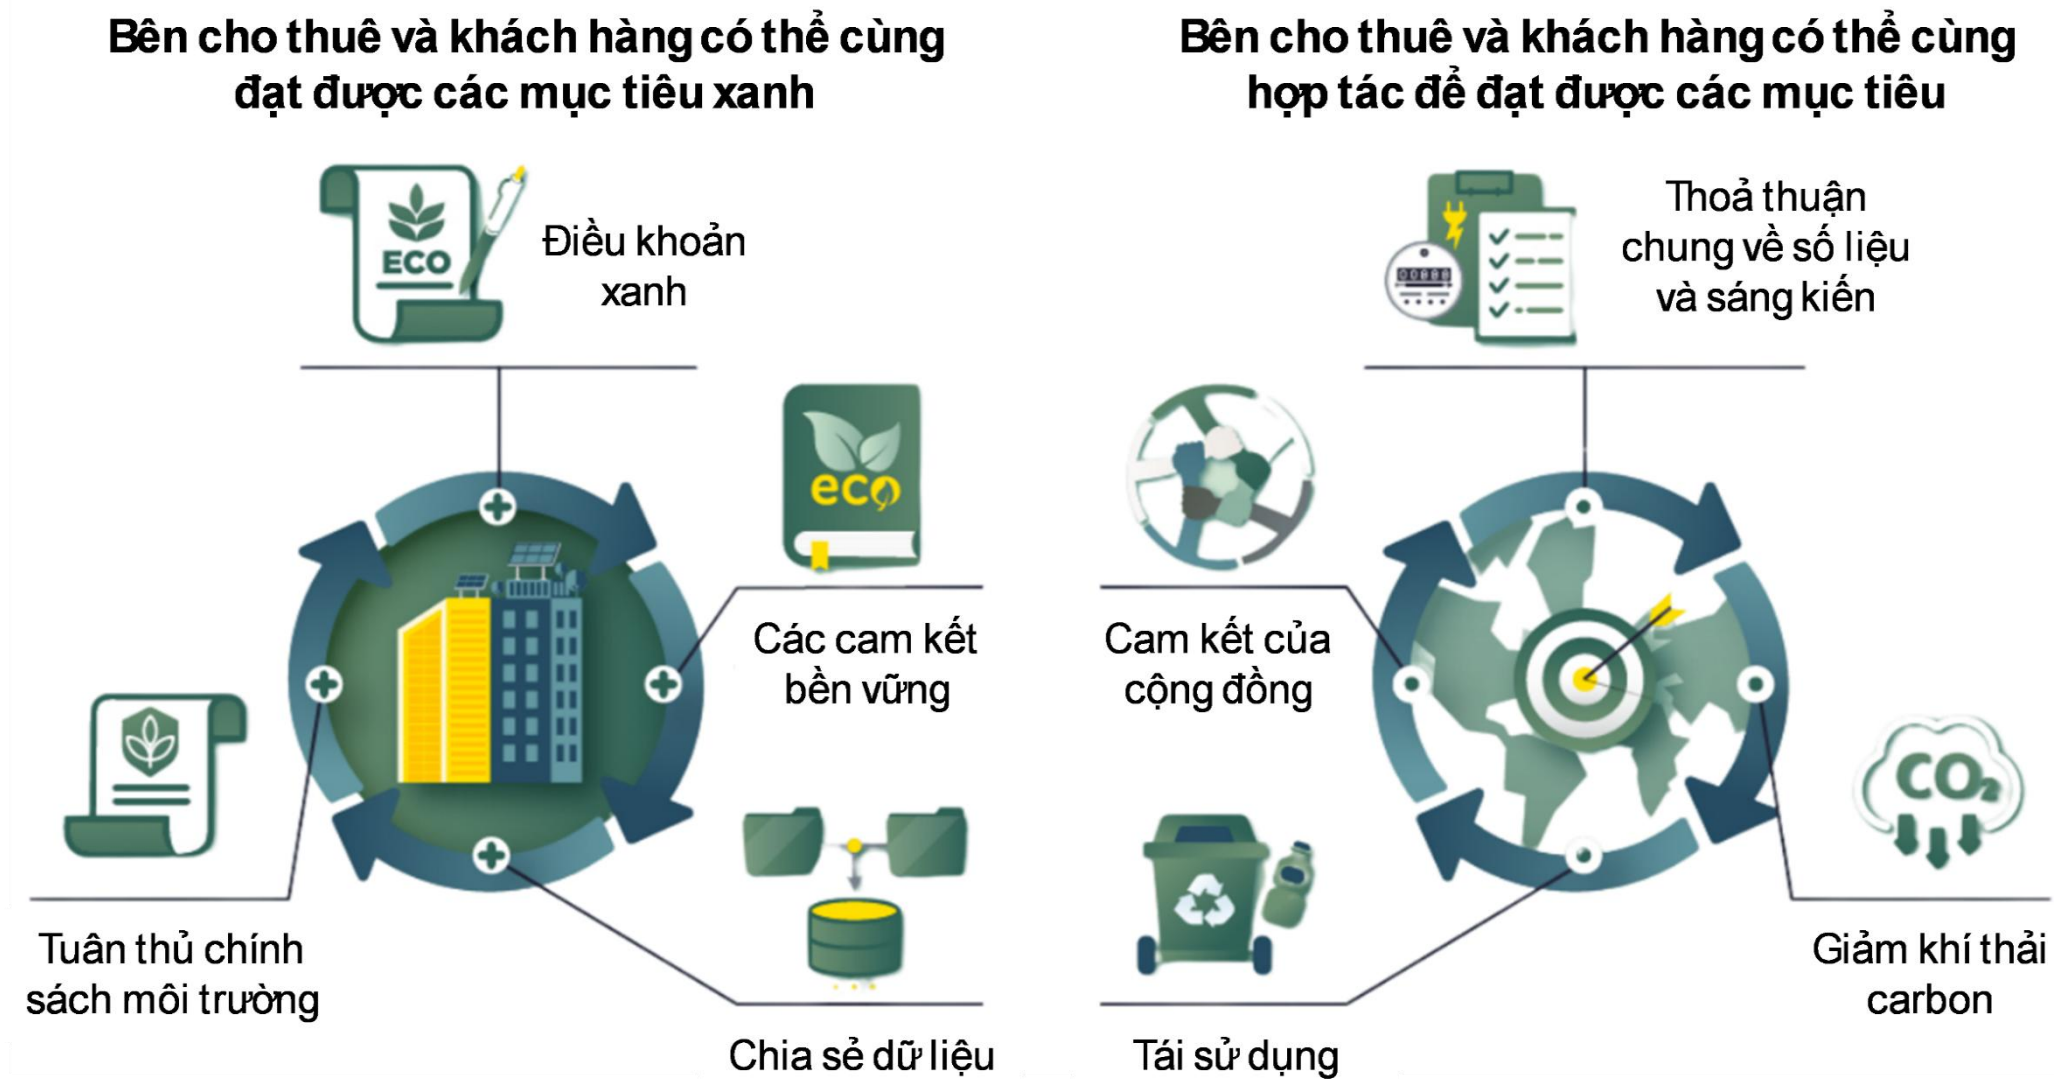 Bên cho thuê và khách hàng có thể cùng
đạt được các mục tiêu xanh
ECO
Điều khoản
xanh
eco
Các cam kết
bền vững
Tuân thủ chính
sách môi trường
Chia sẻ dữ liệu
Bên cho thuê và khách hàng có thể cùng
hợp tác để đạt được các mục tiêu
Thoả thuận
chung về số liệu
và sáng kiến
Cam kết của
cộng đồng
CO₂
Giảm khí thải
carbon
Tái sử dụng